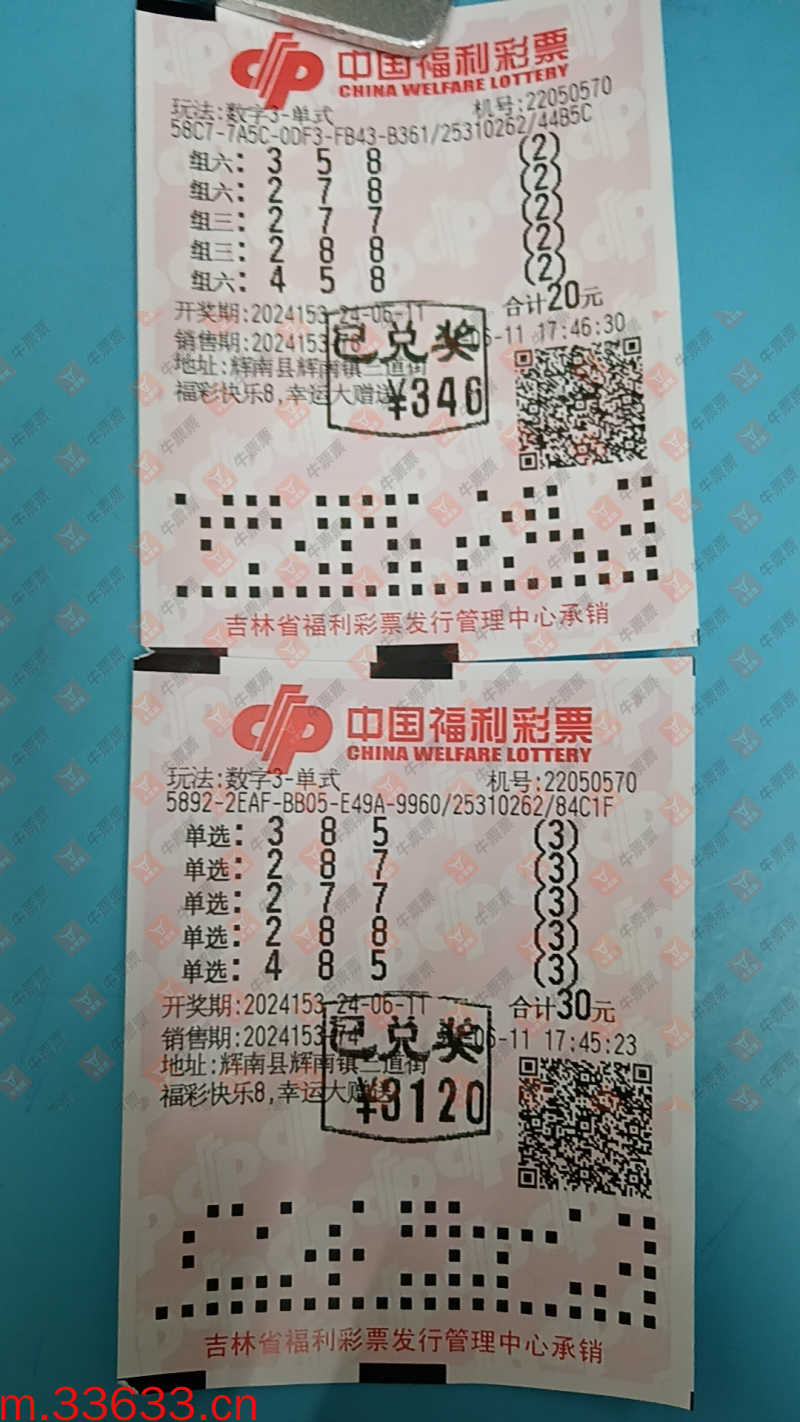 中国福利彩票
CHINA WELFARE LOTTERY
玩法:数字3-单式 机号:22050570
58C7-7A5C-0DF3-FB43-B361/25310262/44B5C
组六: 3 5 8 (2)
组六: 2 7 8 (2)
组三: 2 7 7 (2)
组三: 2 8 8 (2)
组六: 4 5 8 (2)
开奖期:2024153 24-06-11 合计20元
销售期:2024153 -11 17:46:30
已兑奖
¥346
地址:辉南县辉南镇三道街
福彩快乐8,幸运大赠送
吉林省福利彩票发行管理中心承销
中国福利彩票
CHINA WELFARE LOTTERY
玩法:数字3-单式 机号:22050570
5892-2EAF-BB05-E49A-9960/25310262/84C1F
单选: 3 8 5 (3)
单选: 2 8 7 (3)
单选: 2 7 7 (3)
单选: 2 8 8 (3)
单选: 4 8 5 (3)
开奖期:2024153 24-06-11 合计30元
销售期:2024153 -11 17:45:23
已兑奖
¥3120
地址:辉南县辉南镇三道街
福彩快乐8,幸运大赠送
吉林省福利彩票发行管理中心承销
m.33633.cn
牛票票